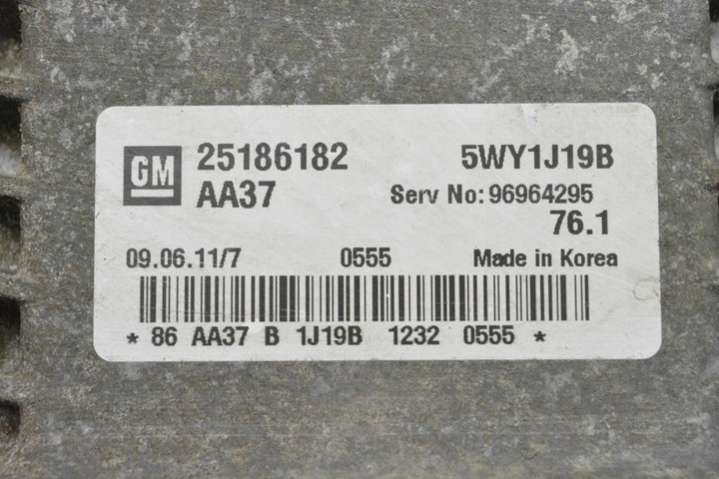 GM 25186182 5WY1J19B
AA37 Serv No: 96964295
76.1
09.06.11/7 0555 Made in Korea
* 86 AA37 B 1J19B 1232 0555 *